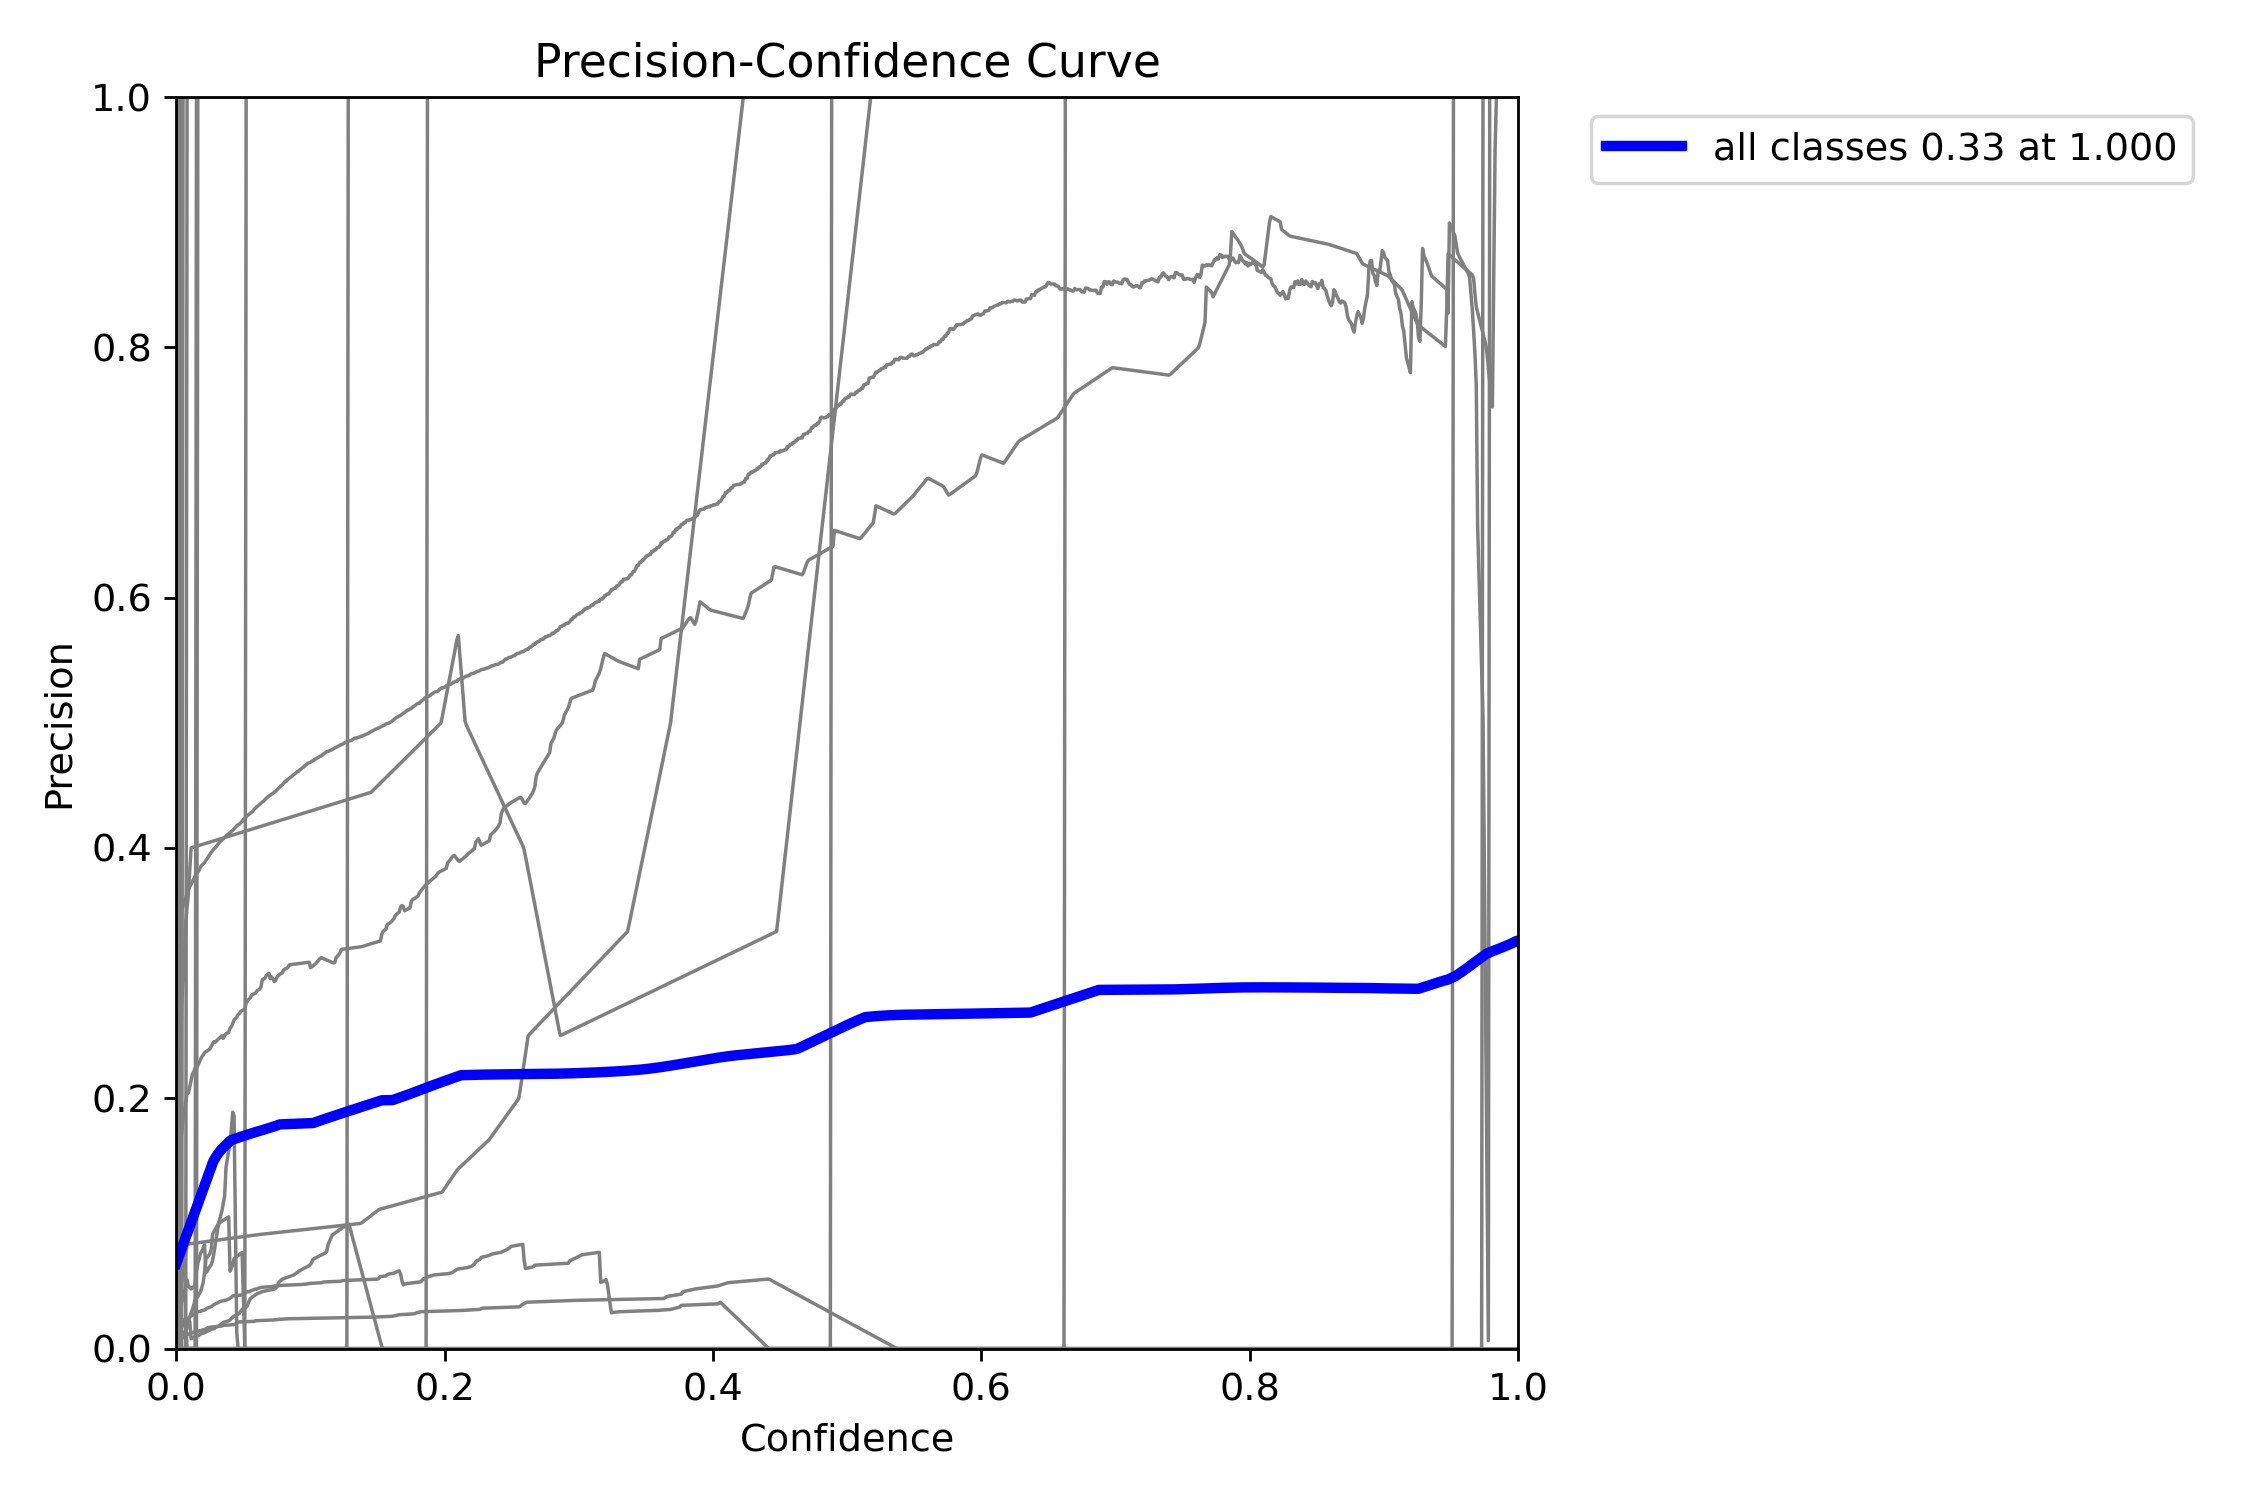 Precision-Confidence Curve
all classes 0.33 at 1.000
Precision
1.0
0.8
0.6
0.4
0.2
0.0
0.0 0.2 0.4 0.6 0.8 1.0
Confidence